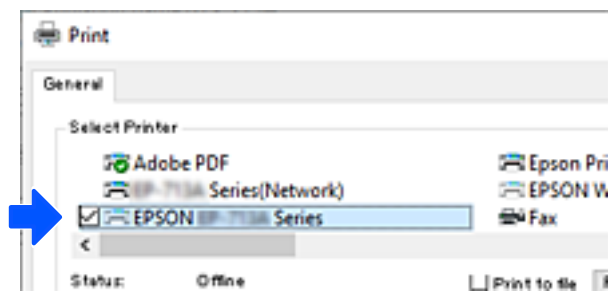 Print
General
Select Printer
Adobe PDF
Epson Pri
Series(Network)
EPSON W
EPSON Series
Fax
Status: Offline
Print to file